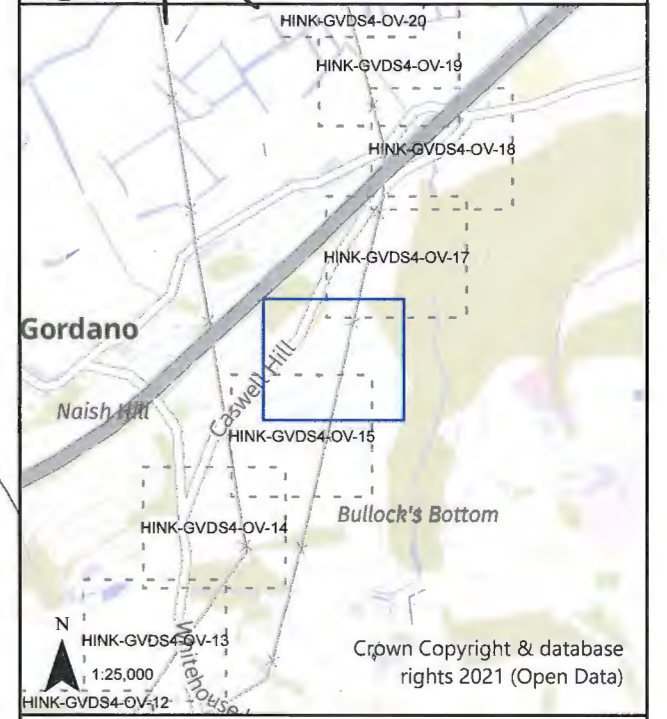 HINK-GVDS4-OV-20
HINK-GVDS4-OV-19
HINK-GVDS4-OV-18
HINK-GVDS4-OV-17
Gordano
Caswell Hill
Naish Hill
HINK-GVDS4-OV-15
Bullock's Bottom
HINK-GVDS4-OV-14
N
HINK-GVDS4-OV-13
1:25,000
Whitehouse
HINK-GVDS4-OV-12
Crown Copyright & database
rights 2021 (Open Data)